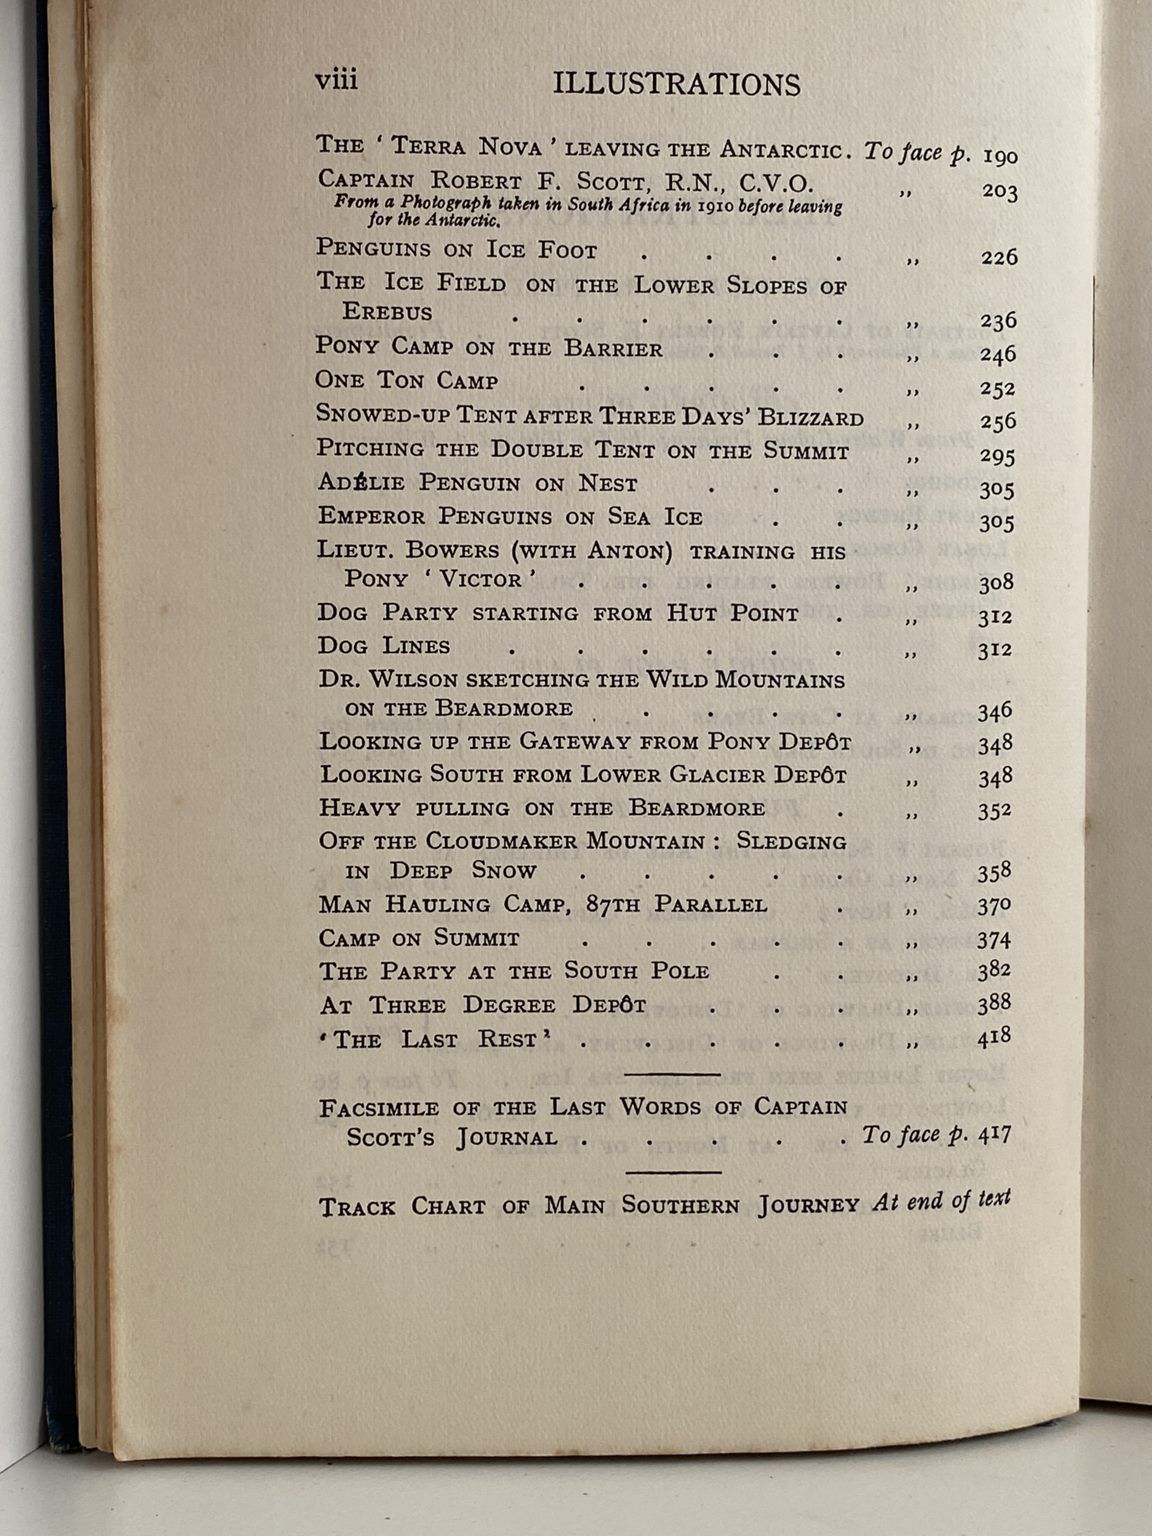 viii ILLUSTRATIONS
The ‘ Terra Nova ’ leaving the Antarctic. To face p. 190
Captain Robert F. Scott, R.N., C.V.O. ,, 203
From a Photograph taken in South Africa in 1910 before leaving
for the Antarctic.
Penguins on Ice Foot . . . . ,, 226
The Ice Field on the Lower Slopes of
Erebus . . . . . . ,, 236
Pony Camp on the Barrier . . . ,, 246
One Ton Camp . . . . . ,, 252
Snowed-up Tent after Three Days’ Blizzard ,, 256
Pitching the Double Tent on the Summit ,, 295
Adélie Penguin on Nest . . . ,, 305
Emperor Penguins on Sea Ice . . ,, 305
Lieut. Bowers (with Anton) training his
Pony ‘ Victor ’ . . . . . ,, 308
Dog Party starting from Hut Point . ,, 312
Dog Lines . . . . . . ,, 312
Dr. Wilson sketching the Wild Mountains
on the Beardmore . . . . . ,, 346
Looking up the Gateway from Pony Depôt ,, 348
Looking South from Lower Glacier Depôt ,, 348
Heavy pulling on the Beardmore . ,, 352
Off the Cloudmaker Mountain : Sledging
in Deep Snow . . . . . ,, 358
Man Hauling Camp, 87th Parallel . ,, 370
Camp on Summit . . . . . ,, 374
The Party at the South Pole . . ,, 382
At Three Degree Depôt . . . ,, 388
‘ The Last Rest ’ . . . . . ,, 418
Facsimile of the Last Words of Captain
Scott’s Journal . . . . . To face p. 417
Track Chart of Main Southern Journey At end of text